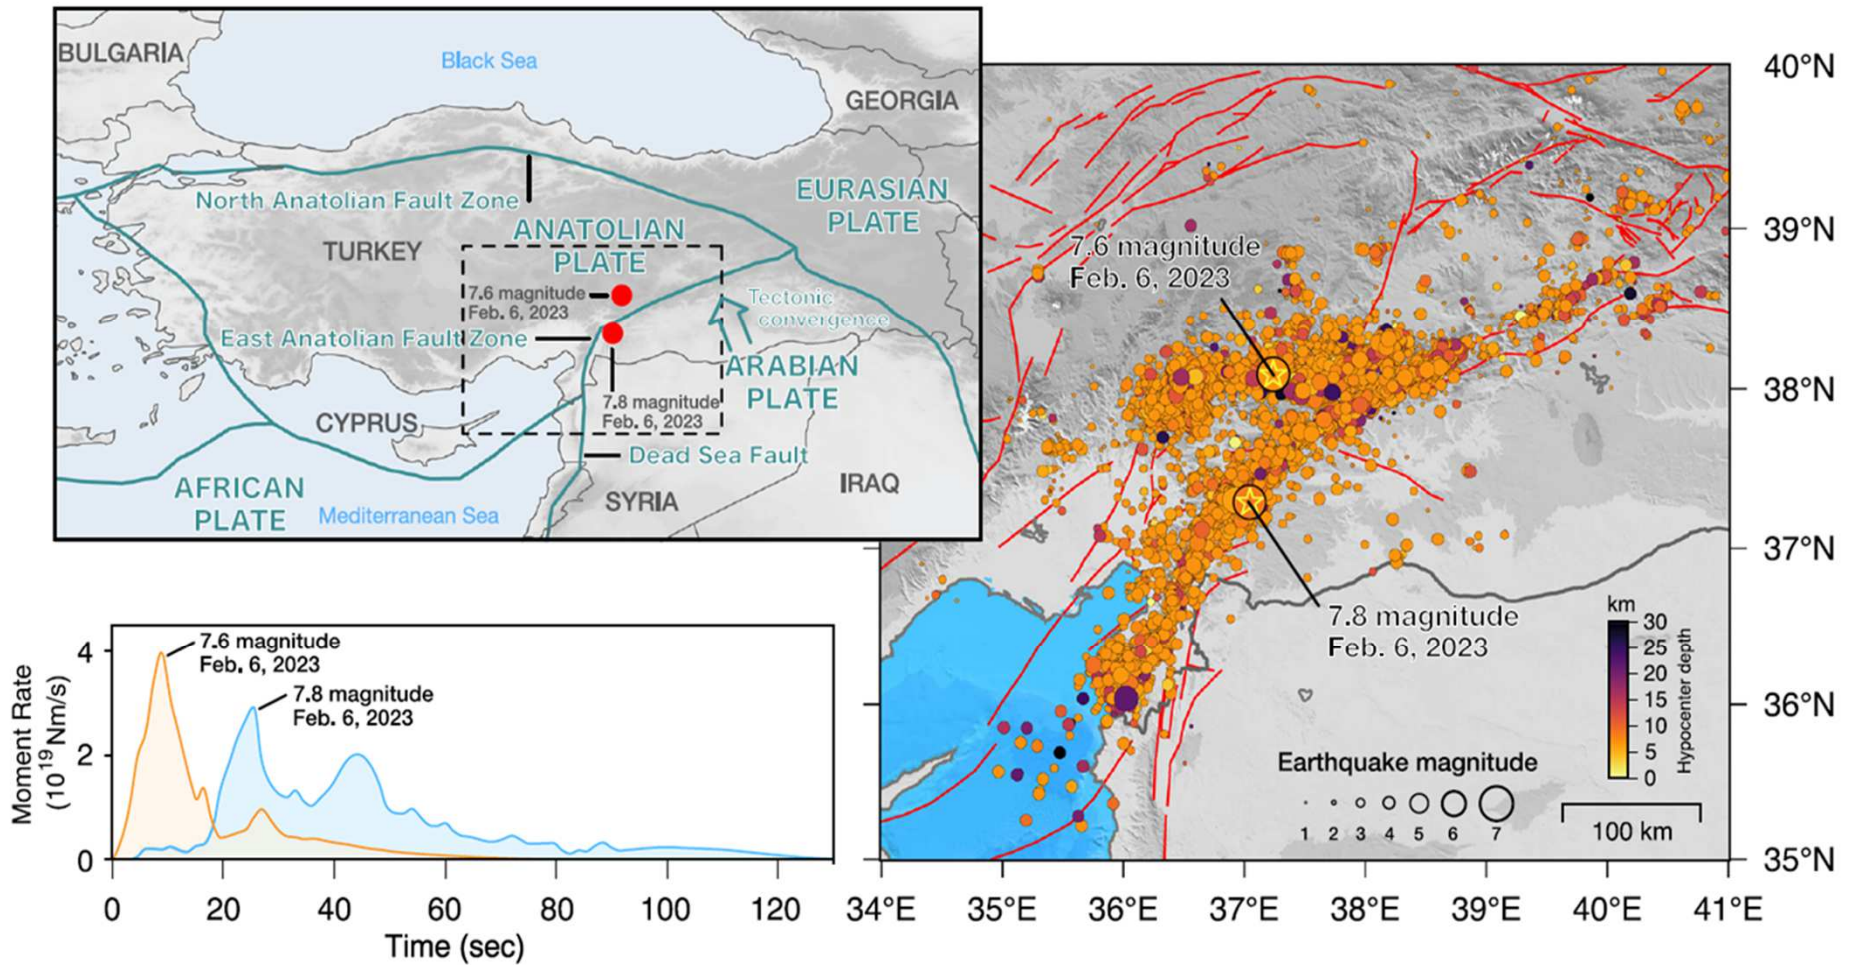 BULGARIA
Black Sea
GEORGIA
North Anatolian Fault Zone
EURASIAN
PLATE
ANATOLIAN
PLATE
TURKEY
7.6 magnitude
Feb. 6, 2023
Tectonic
convergence
East Anatolian Fault Zone
ARABIAN
PLATE
7.8 magnitude
Feb. 6, 2023
CYPRUS
Dead Sea Fault
AFRICAN
PLATE
Mediterranean Sea
SYRIA
IRAQ
7.6 magnitude
Feb. 6, 2023
7.8 magnitude
Feb. 6, 2023
40°N
39°N
38°N
37°N
36°N
35°N
km
30
25
20
15
10
5
0
Hypocenter depth
Earthquake magnitude
1 2 3 4 5 6 7
100 km
34°E 35°E 36°E 37°E 38°E 39°E 40°E 41°E
Moment Rate
(10^19 Nm/s)
4
2
0
7.6 magnitude
Feb. 6, 2023
7.8 magnitude
Feb. 6, 2023
0 20 40 60 80 100 120
Time (sec)